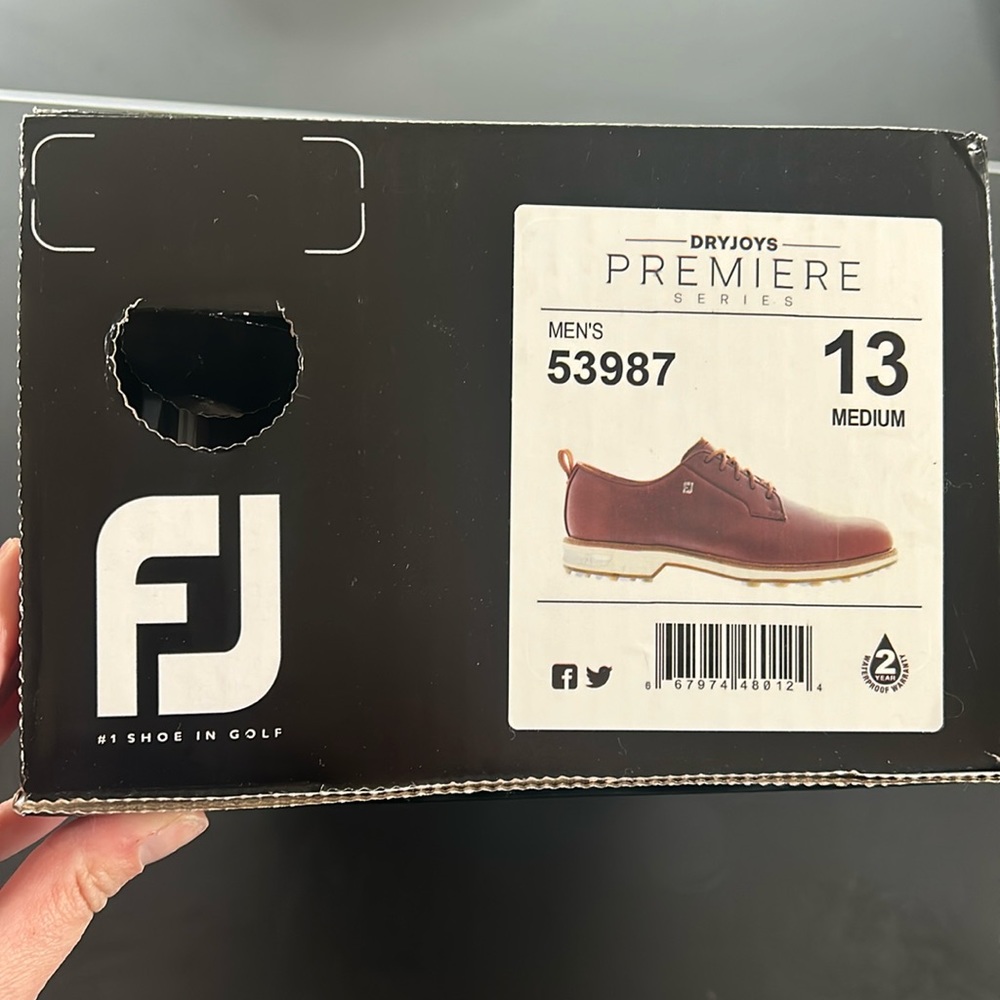 FJ
#1 SHOE IN GOLF
DRYJOYS
PREMIERE
SERIES
MEN'S
53987
13
MEDIUM
FJ
6 67974 48012 4
2
YEAR
WATERPROOF WARRANTY